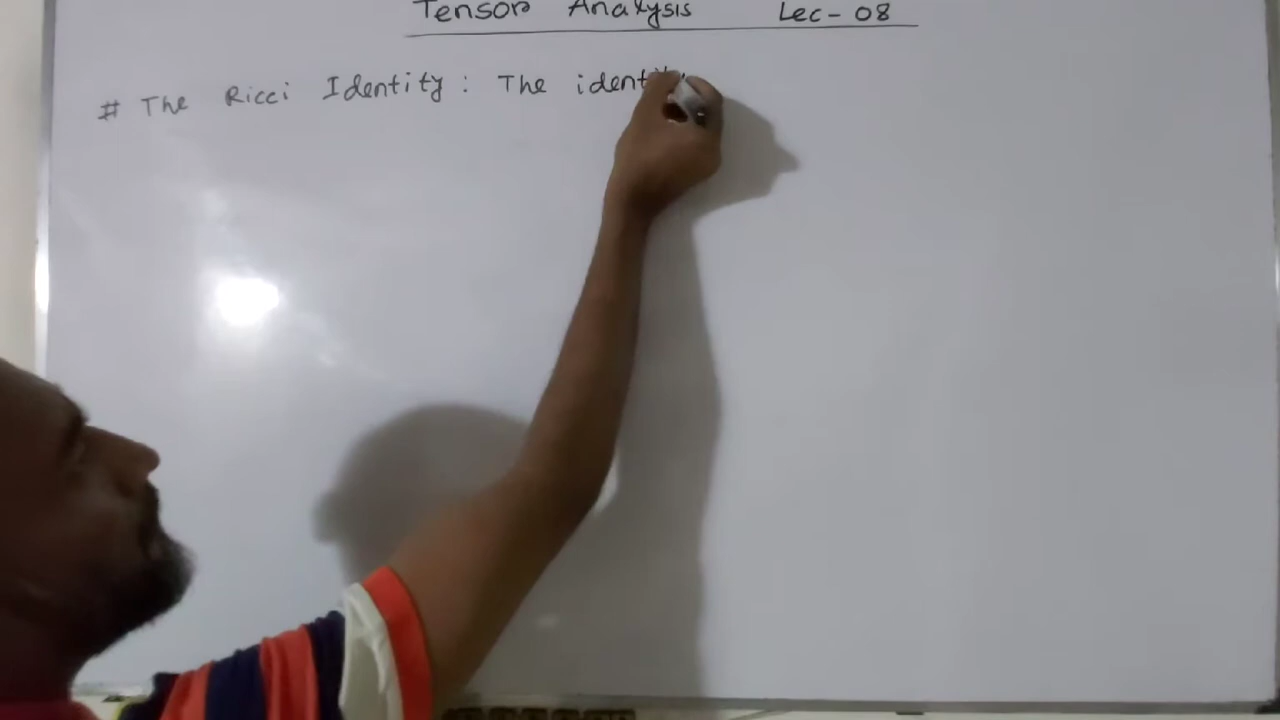 Tensor Analysis Lec - 08
# The Ricci Identity : The identity